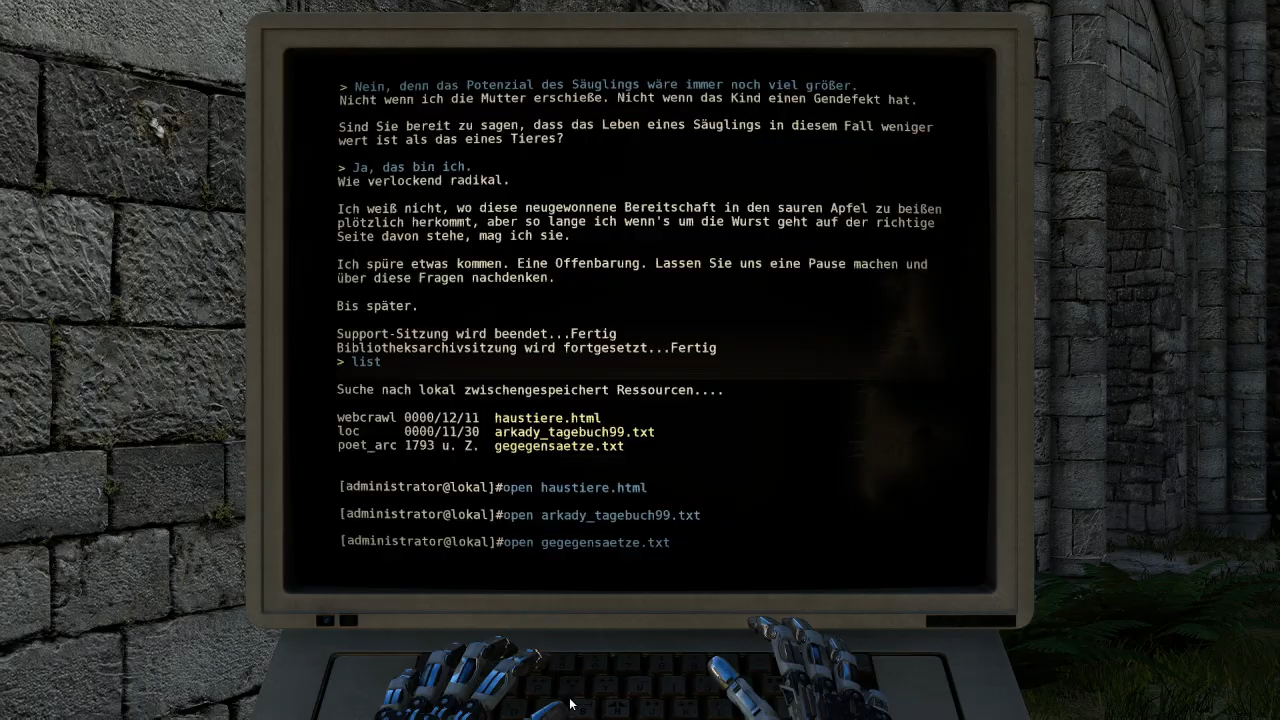 > Nein, denn das Potenzial des Säuglings wäre immer noch viel größer.
Nicht wenn ich die Mutter erschieße. Nicht wenn das Kind einen Gendefekt hat.
Sind Sie bereit zu sagen, dass das Leben eines Säuglings in diesem Fall weniger
wert ist als das eines Tieres?
> Ja, das bin ich.
Wie verlockend radikal.
Ich weiß nicht, wo diese neugewonnene Bereitschaft in den sauren Apfel zu beißen
plötzlich herkommt, aber so lange ich wenn's um die Wurst geht auf der richtige
Seite davon stehe, mag ich sie.
Ich spüre etwas kommen. Eine Offenbarung. Lassen Sie uns eine Pause machen und
über diese Fragen nachdenken.
Bis später.
Support-Sitzung wird beendet...Fertig
Bibliotheksarchivsitzung wird fortgesetzt...Fertig
> list
Suche nach lokal zwischengespeichert Ressourcen....
webcrawl 0000/12/11 haustiere.html
loc 0000/11/30 arkady_tagebuch99.txt
poet_arc 1793 u. Z. gegegensaetze.txt
[administrator@lokal]#open haustiere.html
[administrator@lokal]#open arkady_tagebuch99.txt
[administrator@lokal]#open gegegensaetze.txt